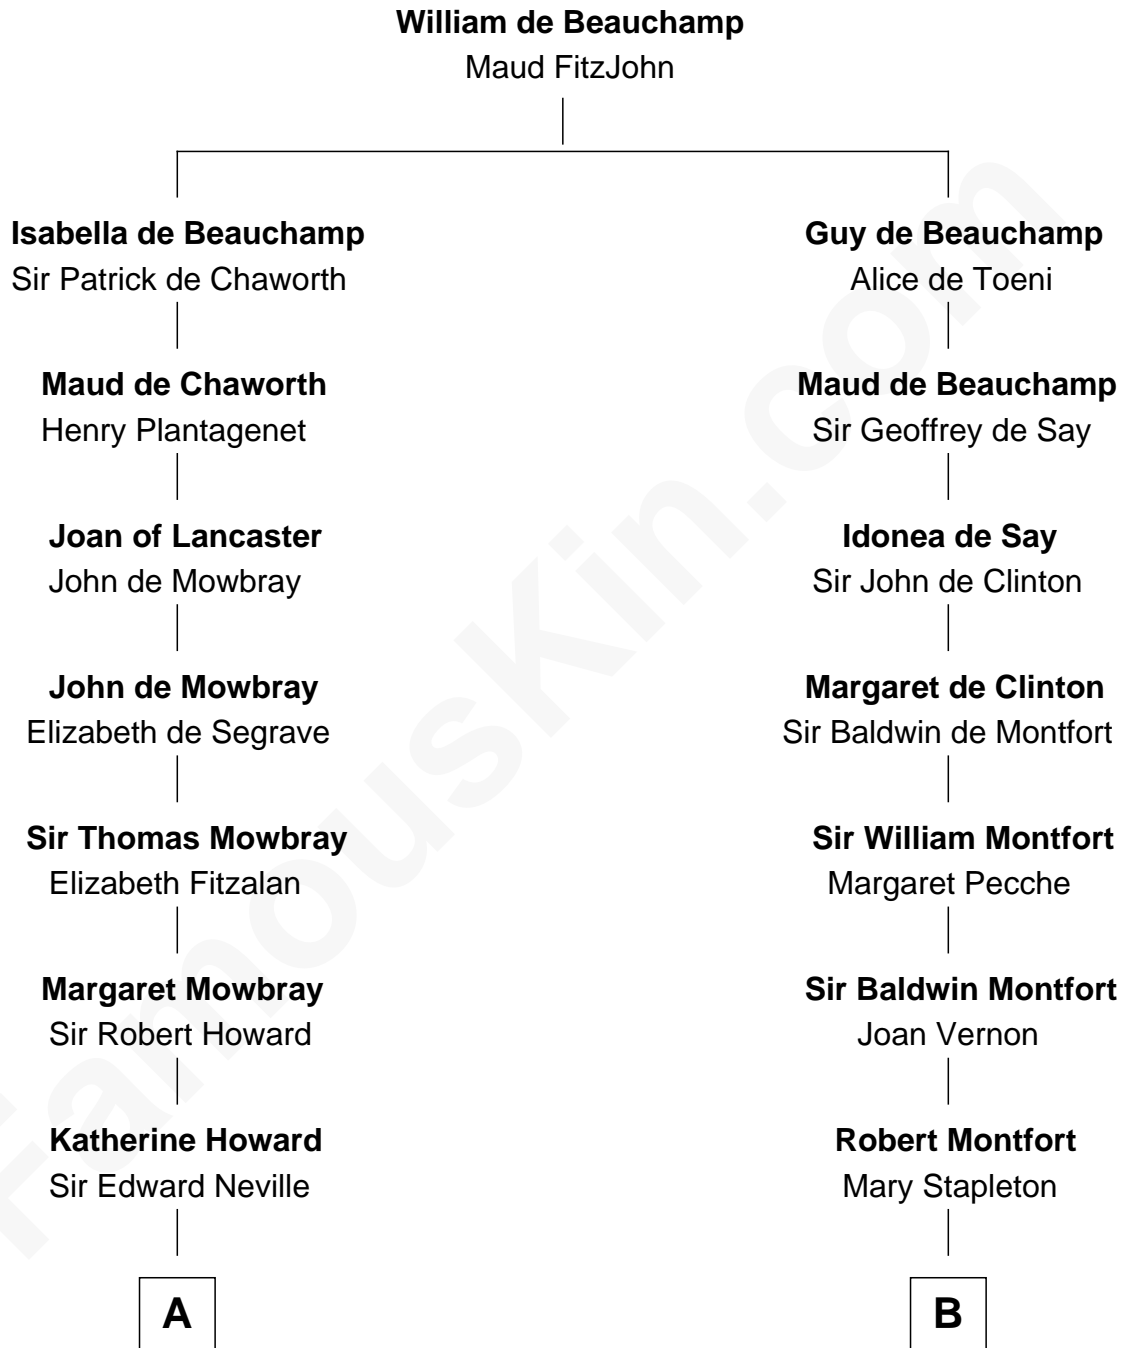 William de Beauchamp
Maud FitzJohn
Isabella de Beauchamp
Sir Patrick de Chaworth
Guy de Beauchamp
Alice de Toeni
Maud de Chaworth
Henry Plantagenet
Maud de Beauchamp
Sir Geoffrey de Say
Joan of Lancaster
John de Mowbray
Idonea de Say
Sir John de Clinton
John de Mowbray
Elizabeth de Segrave
Margaret de Clinton
Sir Baldwin de Montfort
Sir Thomas Mowbray
Elizabeth Fitzalan
Sir William Montfort
Margaret Pecche
Margaret Mowbray
Sir Robert Howard
Sir Baldwin Montfort
Joan Vernon
Katherine Howard
Sir Edward Neville
Robert Montfort
Mary Stapleton
A
B
FamousKin.com